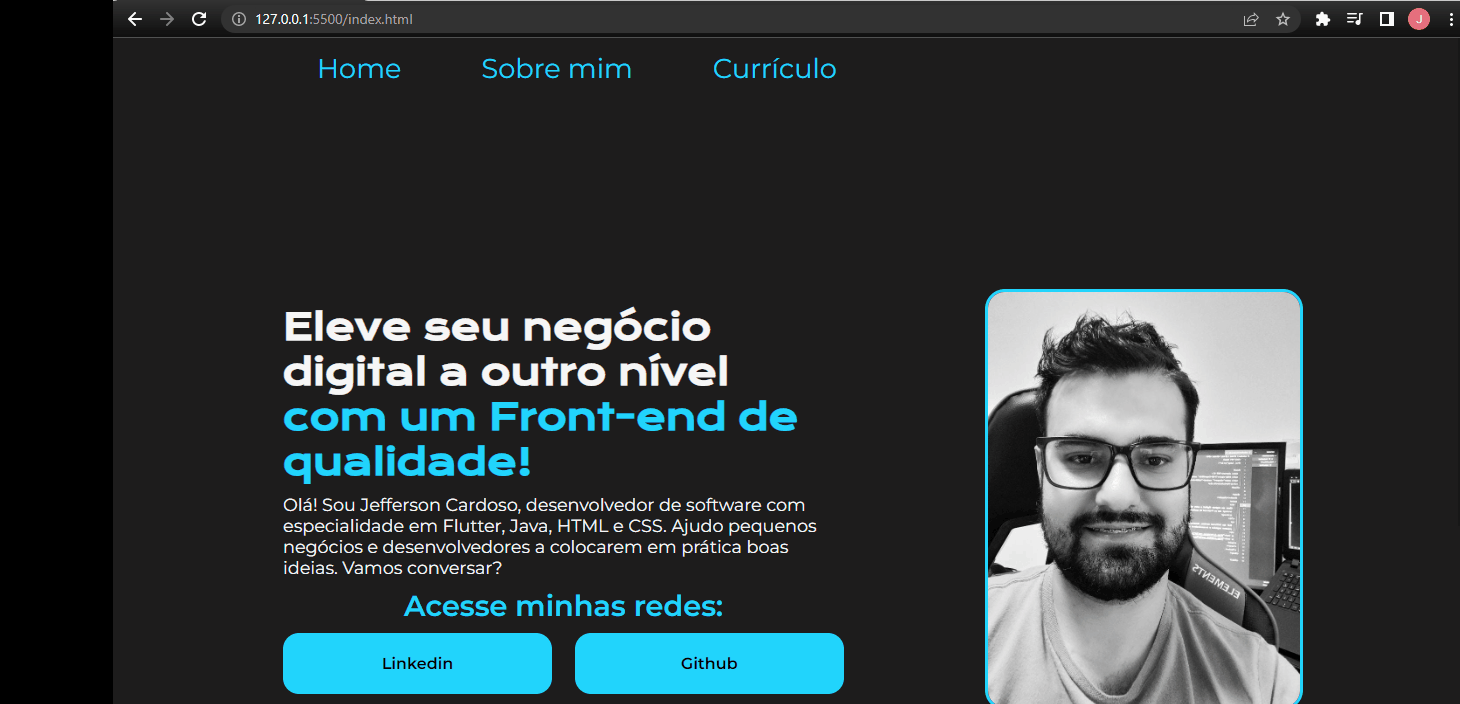 127.0.0.1:5500/index.html
J
Home Sobre mim Currículo
Eleve seu negócio
digital a outro nível
com um Front-end de
qualidade!
Olá! Sou Jefferson Cardoso, desenvolvedor de software com
especialidade em Flutter, Java, HTML e CSS. Ajudo pequenos
negócios e desenvolvedores a colocarem em prática boas
ideias. Vamos conversar?
Acesse minhas redes:
Linkedin Github
ELEMENTS